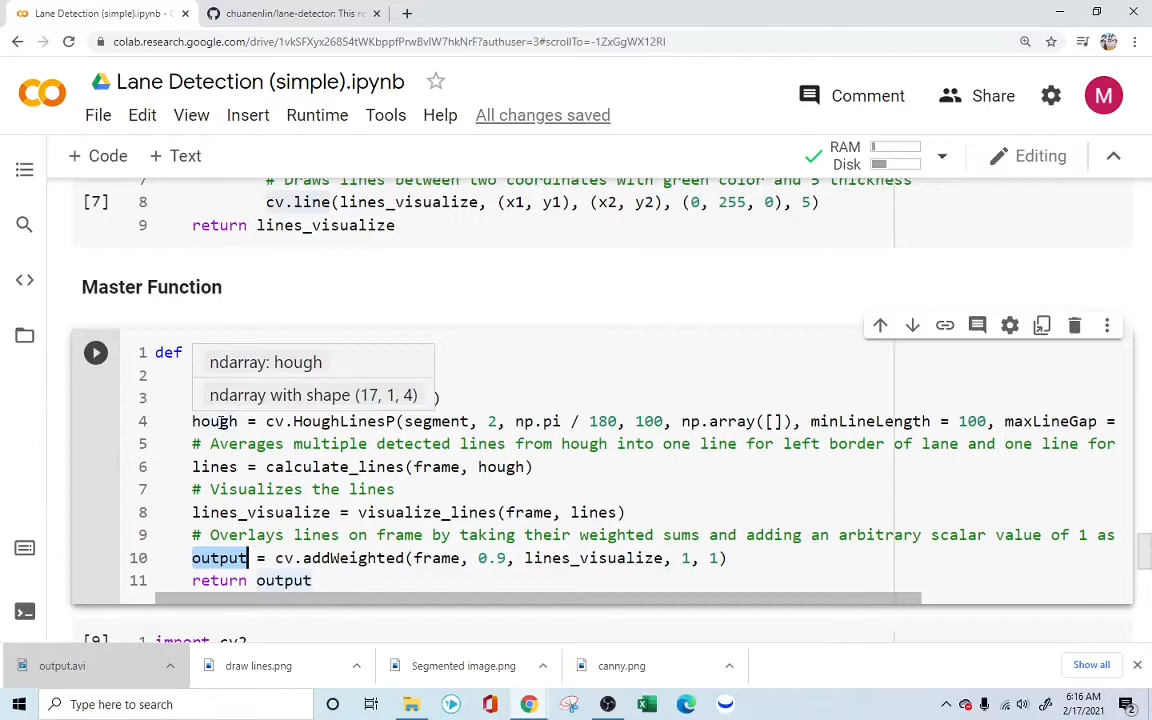 Lane Detection (simple).ipynb - C
chuanenlin/lane-detector: This re
colab.research.google.com/drive/1vkSFXyx26854tWKbppfPrwBvIW7hkNrF?authuser=3#scrollTo=-1ZxGgWX12RI
Lane Detection (simple).ipynb
Comment
Share
M
File Edit View Insert Runtime Tools Help All changes saved
+ Code + Text
RAM
Disk
Editing
7 # Draws lines between two coordinates with green color and 5 thickness
[7] 8 cv.line(lines_visualize, (x1, y1), (x2, y2), (0, 255, 0), 5)
9 return lines_visualize
Master Function
1 def
ndarray: hough
2
3 )
ndarray with shape (17, 1, 4)
4 hough = cv.HoughLinesP(segment, 2, np.pi / 180, 100, np.array([]), minLineLength = 100, maxLineGap =
5 # Averages multiple detected lines from hough into one line for left border of lane and one line for
6 lines = calculate_lines(frame, hough)
7 # Visualizes the lines
8 lines_visualize = visualize_lines(frame, lines)
9 # Overlays lines on frame by taking their weighted sums and adding an arbitrary scalar value of 1 as
10 output = cv.addWeighted(frame, 0.9, lines_visualize, 1, 1)
11 return output
[9] 1 import cv2
output.avi
draw lines.png
Segmented image.png
canny.png
Show all
Type here to search
6:16 AM
2/17/2021
2